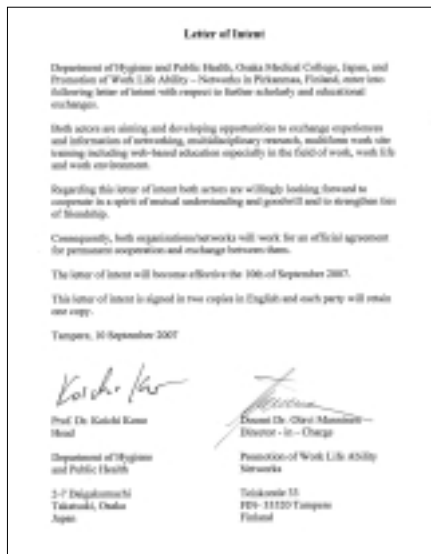 Letter of Intent
Department of Hygiene and Public Health, Osaka Medical College, Japan, and
Promotion of Work Life Ability – Networks in Pirkanmaa, Finland, enter into
following letter of intent with respect to further scholarly and educational
exchanges.
Both actors are aiming and developing opportunities to exchange experiences
and information of networking, multidisciplinary research, multiform work site
training including web-based education especially in the field of work, work life
and work environment.
Regarding this letter of intent both actors are willingly looking forward to
cooperate in a spirit of mutual understanding and goodwill and to strengthen ties
of friendship.
Consequently, both organizations/networks will work for an official agreement
for permanent cooperation and exchange between them.
The letter of intent will become effective the 10th of September 2007.
This letter of intent is signed in two copies in English and each party will retain
one copy.
Tampere, 10 September 2007
Prof. Dr. Koichi Kono
Head
Docent Dr. Olavi
Director - in - Charge
Department of Hygiene
and Public Health
Promotion of Work Life Ability
Networks
2-7 Daigakumachi
Takatsuki, Osaka
Japan
33
FIN- 33520 Tampere
Finland